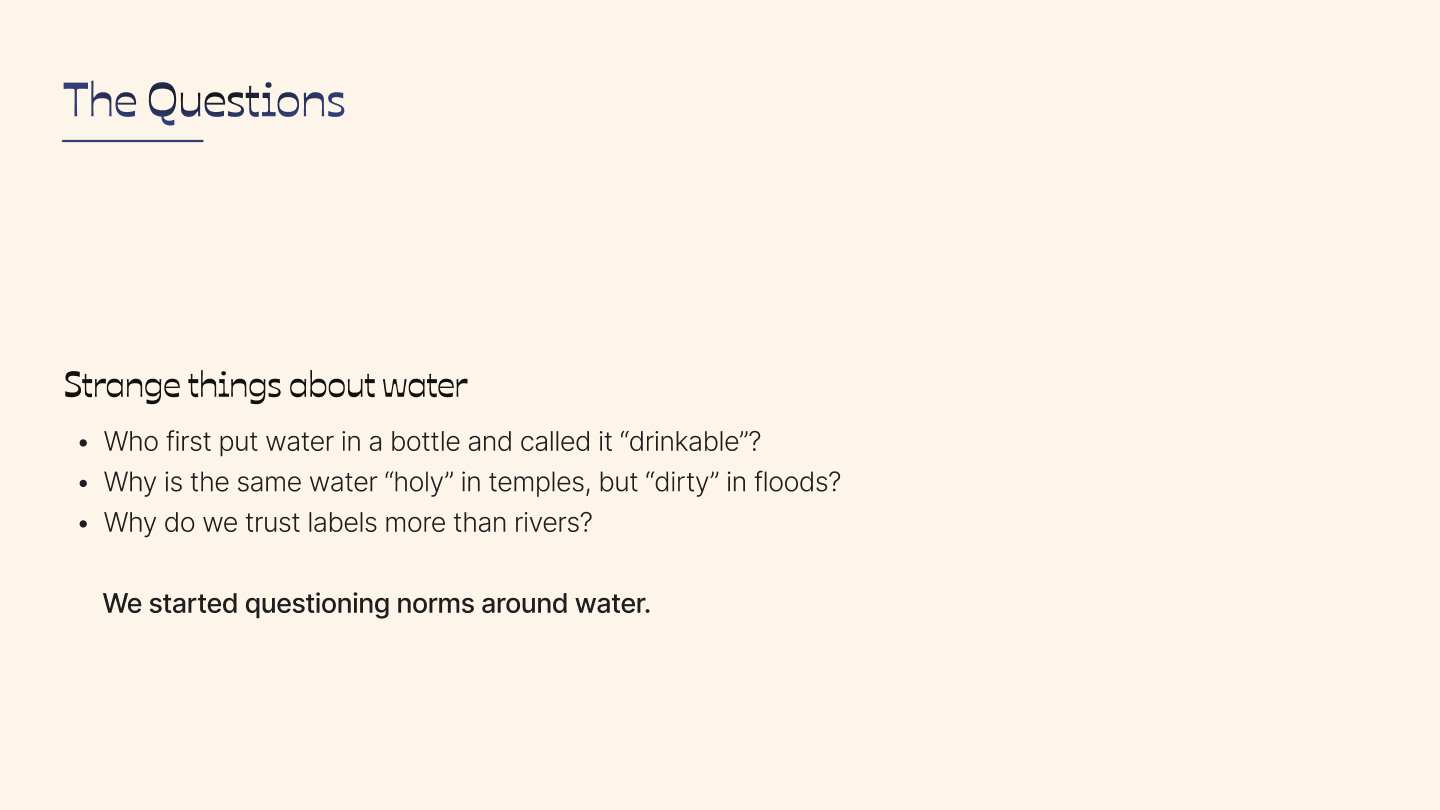 The Questions
Strange things about water
• Who first put water in a bottle and called it “drinkable”?
• Why is the same water “holy” in temples, but “dirty” in floods?
• Why do we trust labels more than rivers?
We started questioning norms around water.